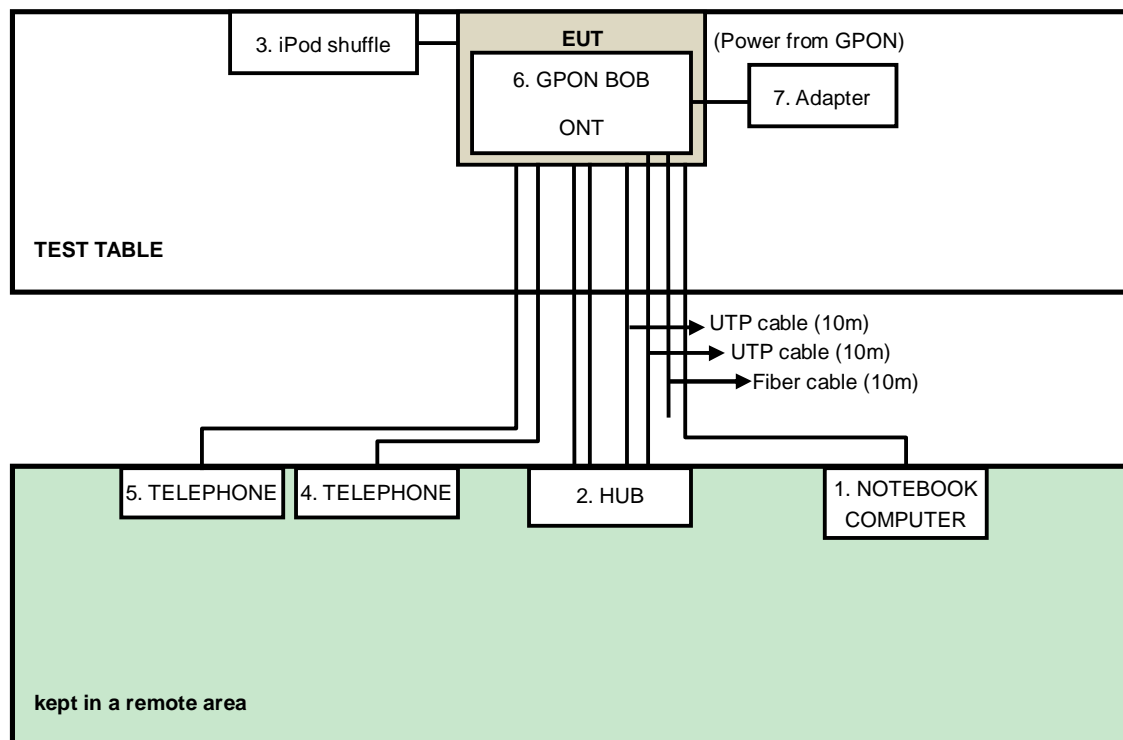 3. iPod shuffle
EUT
(Power from GPON)
6. GPON BOB
ONT
7. Adapter
TEST TABLE
UTP cable (10m)
UTP cable (10m)
Fiber cable (10m)
5. TELEPHONE
4. TELEPHONE
2. HUB
1. NOTEBOOK
COMPUTER
kept in a remote area